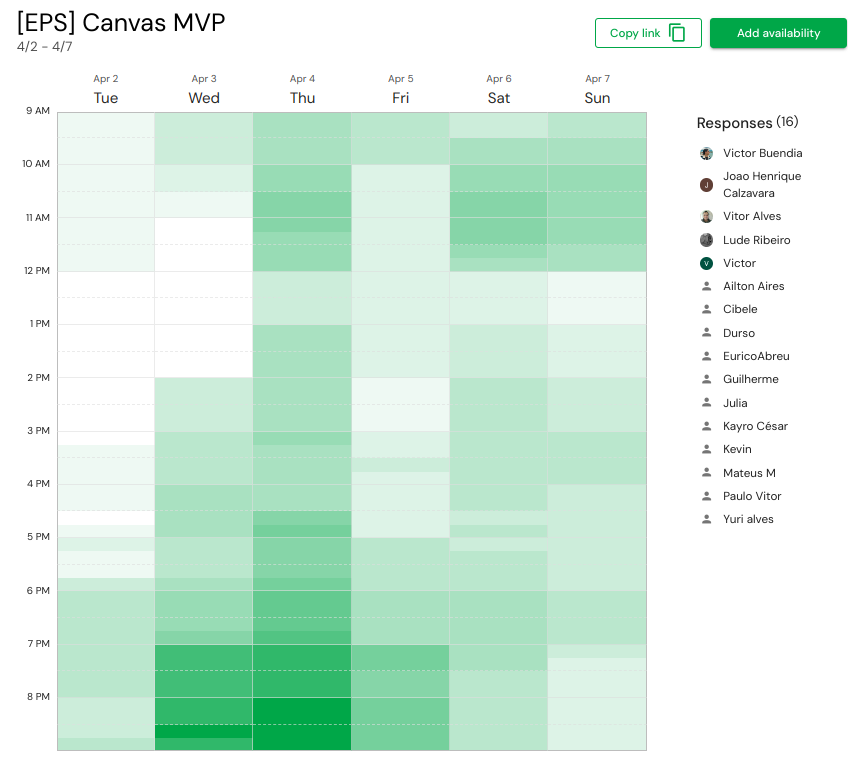 [EPS] Canvas MVP
4/2 - 4/7
Copy link
Add availability
Apr 2
Apr 3
Apr 4
Apr 5
Apr 6
Apr 7
Tue
Wed
Thu
Fri
Sat
Sun
9 AM
10 AM
11 AM
12 PM
1 PM
2 PM
3 PM
4 PM
5 PM
6 PM
7 PM
8 PM
Responses (16)
Victor Buendia
J
Joao Henrique
Calzavara
Vitor Alves
Lude Ribeiro
V
Victor
Ailton Aires
Cibele
Durso
EuricoAbreu
Guilherme
Julia
Kayro César
Kevin
Mateus M
Paulo Vitor
Yuri alves